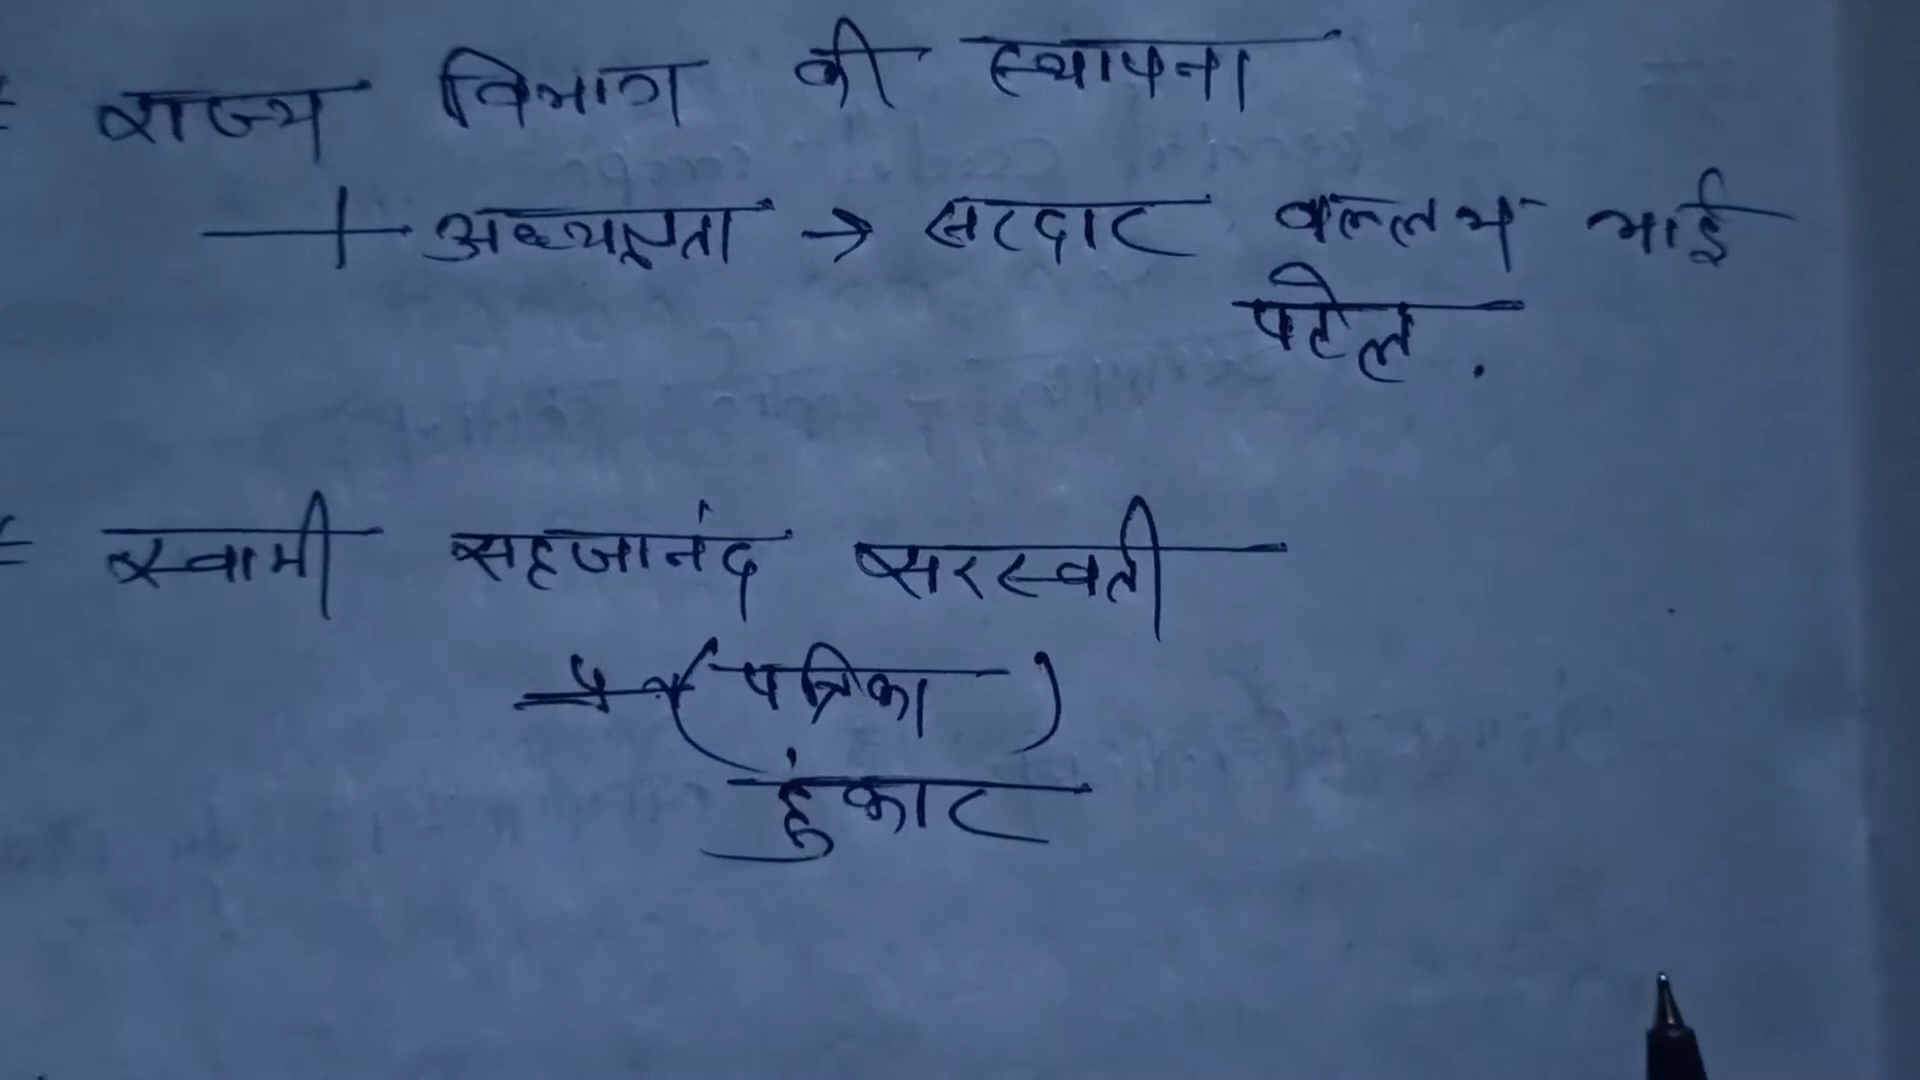 = राज्य विभाग की स्थापना
→ अध्यक्षता → सरदार वल्लभ भाई
पटेल .
= स्वामी सहजानंद सरस्वती
(पत्रिका)
हुंकार